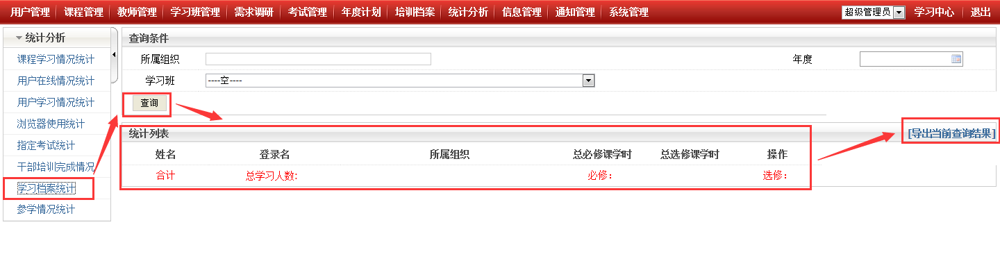 用户管理 课程管理 教师管理 学习班管理 需求调研 考试管理 年度计划 培训档案 统计分析 信息管理 通知管理 系统管理 超级管理员 学习中心 退出
统计分析
课程学习情况统计
用户在线情况统计
用户学习情况统计
浏览器使用统计
指定考试统计
干部培训完成情况
学习档案统计
参学情况统计
查询条件
所属组织 年度
学习班 ----空----
查询
统计列表 [导出当前查询结果]
姓名 登录名 所属组织 总必修课学时 总选修课学时 操作
合计 总学习人数: 必修: 选修: